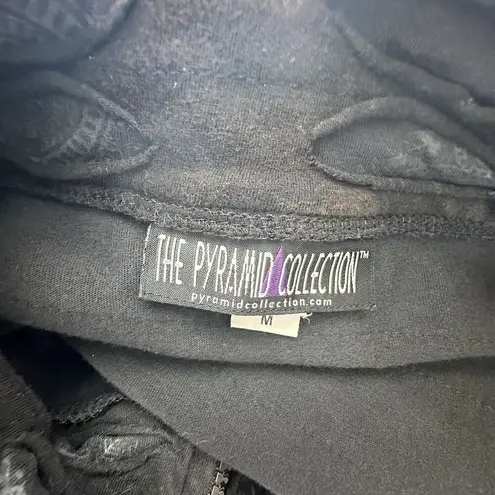 THE PYRAMID COLLECTION™
pyramidcollection.com
M